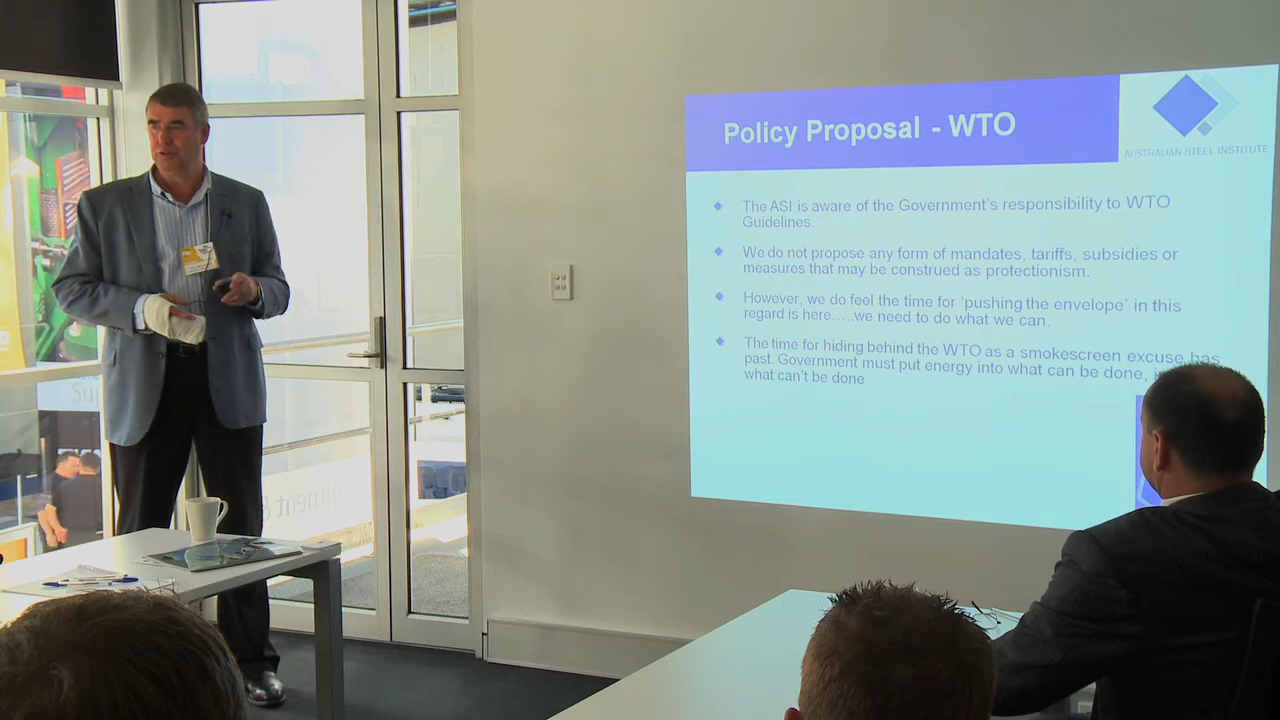 Policy Proposal - WTO
AUSTRALIAN STEEL INSTITUTE
The ASI is aware of the Government's responsibility to WTO
Guidelines.
We do not propose any form of mandates, tariffs, subsidies or
measures that may be construed as protectionism.
However, we do feel the time for 'pushing the envelope' in this
regard is here.....we need to do what we can.
The time for hiding behind the WTO as a smokescreen excuse has
past. Government must put energy into what can be done,
what can't be done